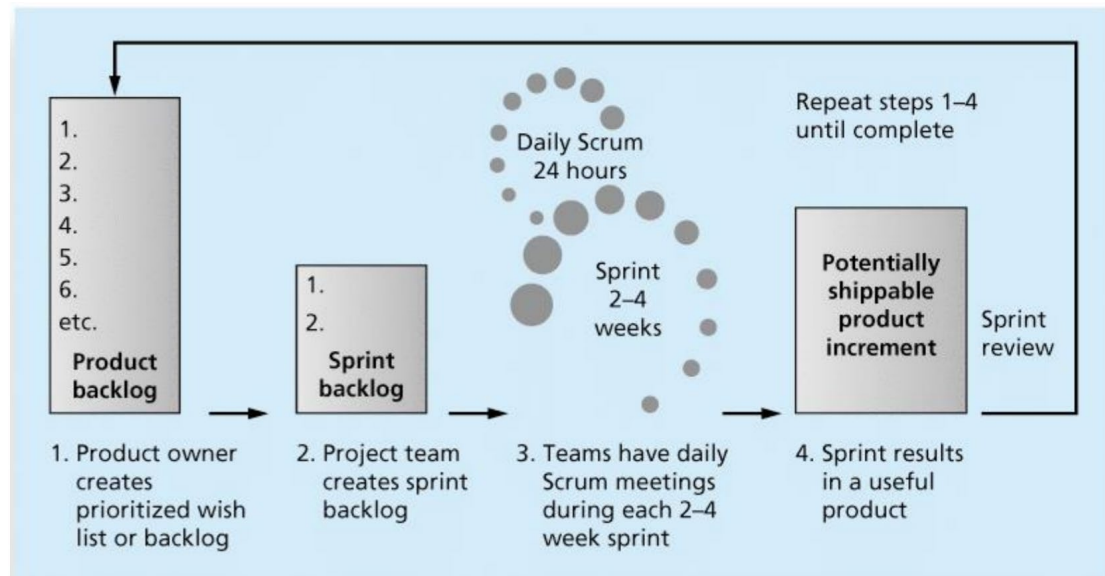 1.
2.
3.
4.
5.
6.
etc.
Product
backlog
1. Product owner
creates
prioritized wish
list or backlog
1.
2.
Sprint
backlog
2. Project team
creates sprint
backlog
Daily Scrum
24 hours
Sprint
2–4
weeks
3. Teams have daily
Scrum meetings
during each 2–4
week sprint
Repeat steps 1–4
until complete
Potentially
shippable
product
increment
Sprint
review
4. Sprint results
in a useful
product